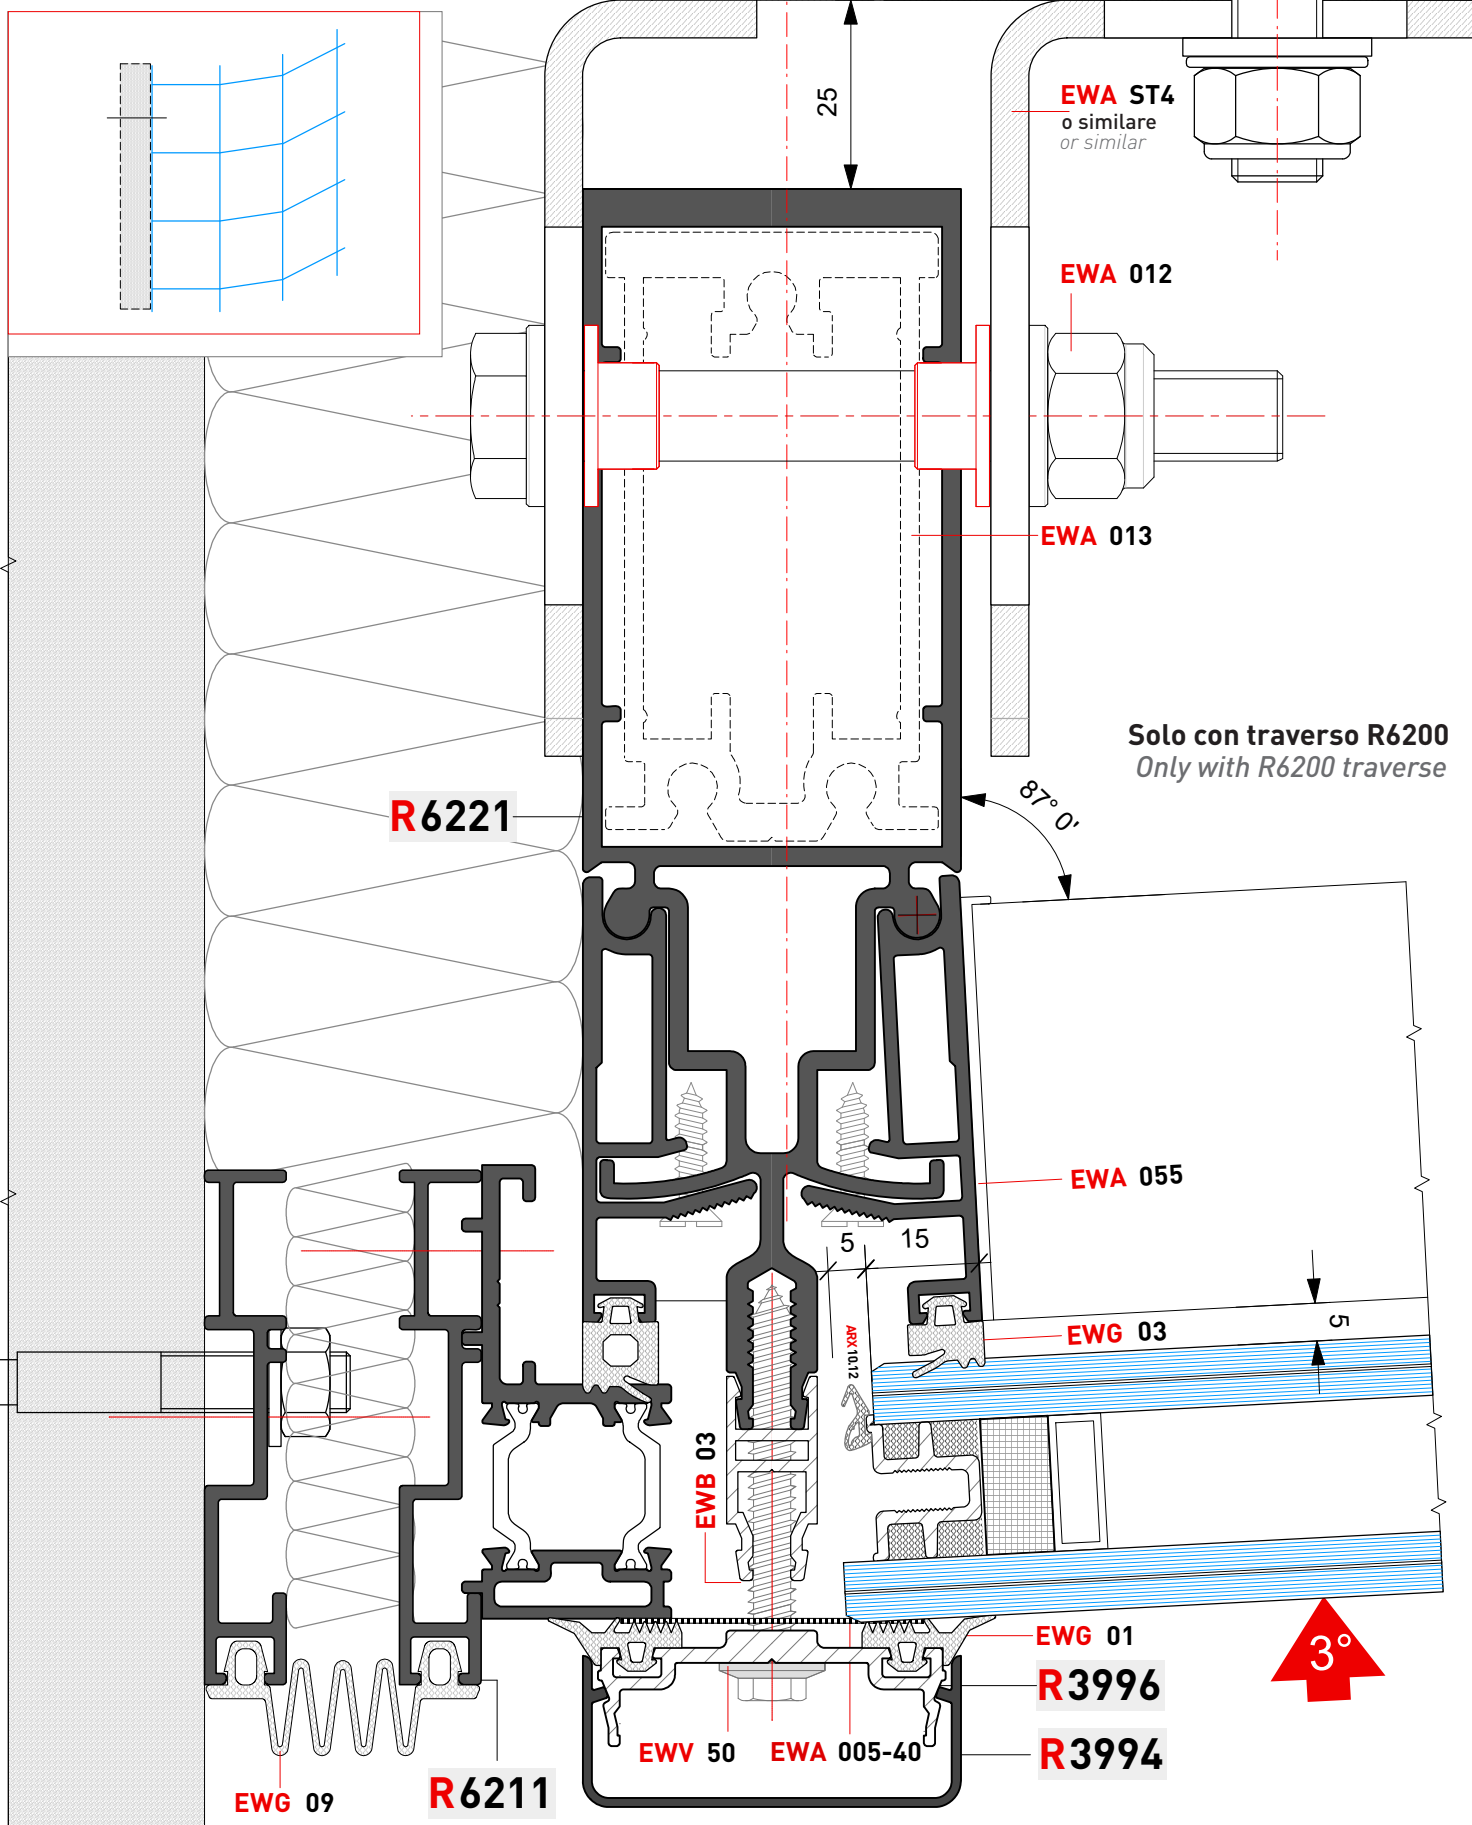 25
EWA ST4
o similare
or similar
EWA 012
EWA 013
Solo con traverso R6200
Only with R6200 traverse
87° 0'
R6221
EWA 055
5
15
5
EWG 03
ARX10.12
EWB 03
EWG 01
3°
R3996
EWV 50
EWA 005-40
R3994
R6211
EWG 09